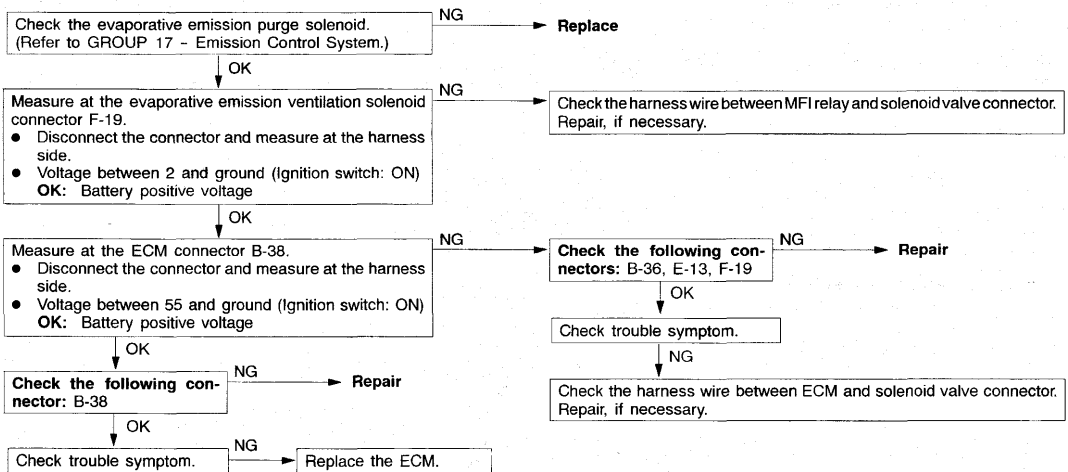 Check the evaporative emission purge solenoid.
(Refer to GROUP 17 – Emission Control System.)
NG
Replace
OK
Measure at the evaporative emission ventilation solenoid
connector F-19.
● Disconnect the connector and measure at the harness
side.
● Voltage between 2 and ground (Ignition switch: ON)
OK: Battery positive voltage
NG
Check the harness wire between MFI relay and solenoid valve connector.
Repair, if necessary.
OK
Measure at the ECM connector B-38.
● Disconnect the connector and measure at the harness
side.
● Voltage between 55 and ground (Ignition switch: ON)
OK: Battery positive voltage
NG
Check the following con-
nectors: B-36, E-13, F-19
NG
Repair
OK
Check trouble symptom.
NG
Check the harness wire between ECM and solenoid valve connector.
Repair, if necessary.
OK
Check the following con-
nector: B-38
NG
Repair
OK
Check trouble symptom.
NG
Replace the ECM.